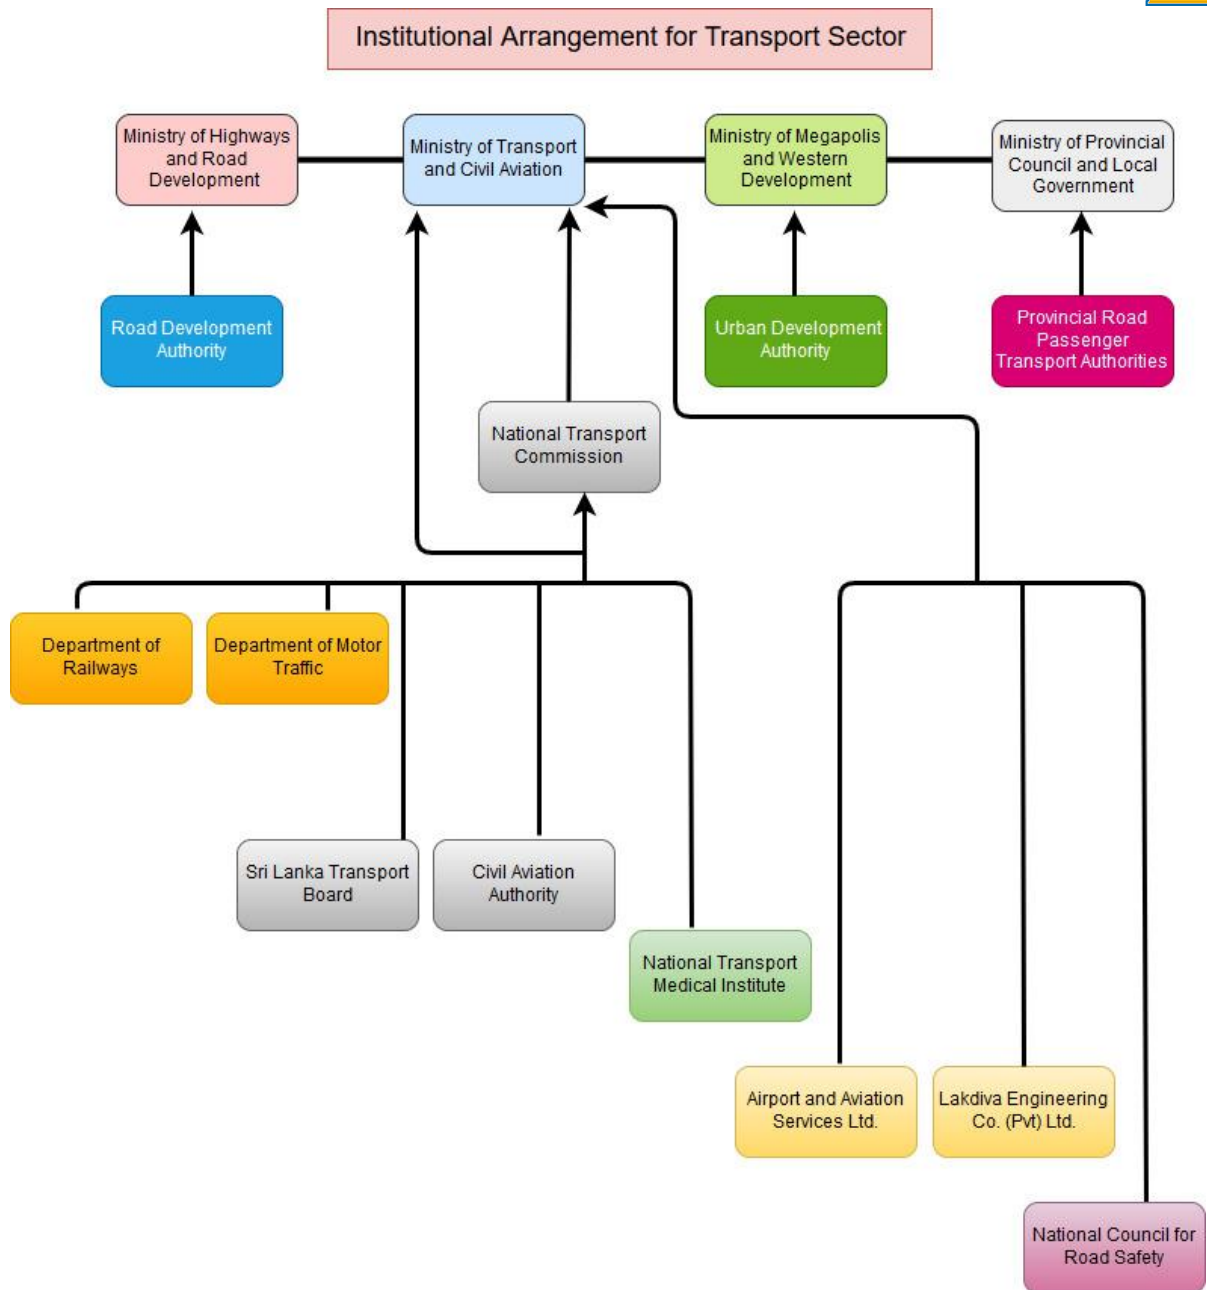 Institutional Arrangement for Transport Sector
Ministry of Highways
and Road
Development
Ministry of Transport
and Civil Aviation
Ministry of Megapolis
and Western
Development
Ministry of Provincial
Council and Local
Government
Road Development
Authority
Urban Development
Authority
Provincial Road
Passenger
Transport Authorities
National Transport
Commission
Department of
Railways
Department of Motor
Traffic
Sri Lanka Transport
Board
Civil Aviation
Authority
National Transport
Medical Institute
Airport and Aviation
Services Ltd.
Lakdiva Engineering
Co. (Pvt) Ltd.
National Council for
Road Safety